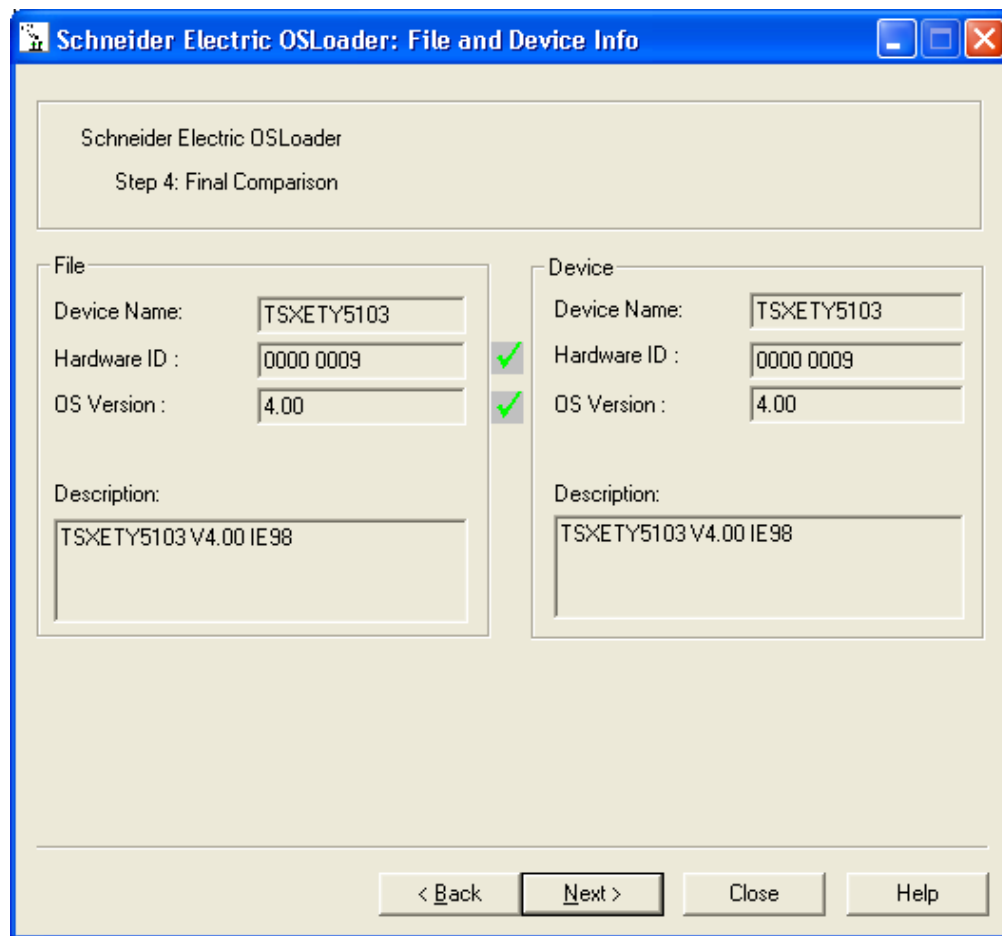 Schneider Electric OSLoader: File and Device Info
Schneider Electric OSLoader
Step 4: Final Comparison
File
Device Name: TSXETY5103
Hardware ID : 0000 0009
OS Version : 4.00
Description:
TSXETY5103 V4.00 IE98
Device
Device Name: TSXETY5103
Hardware ID : 0000 0009
OS Version : 4.00
Description:
TSXETY5103 V4.00 IE98
< Back Next > Close Help